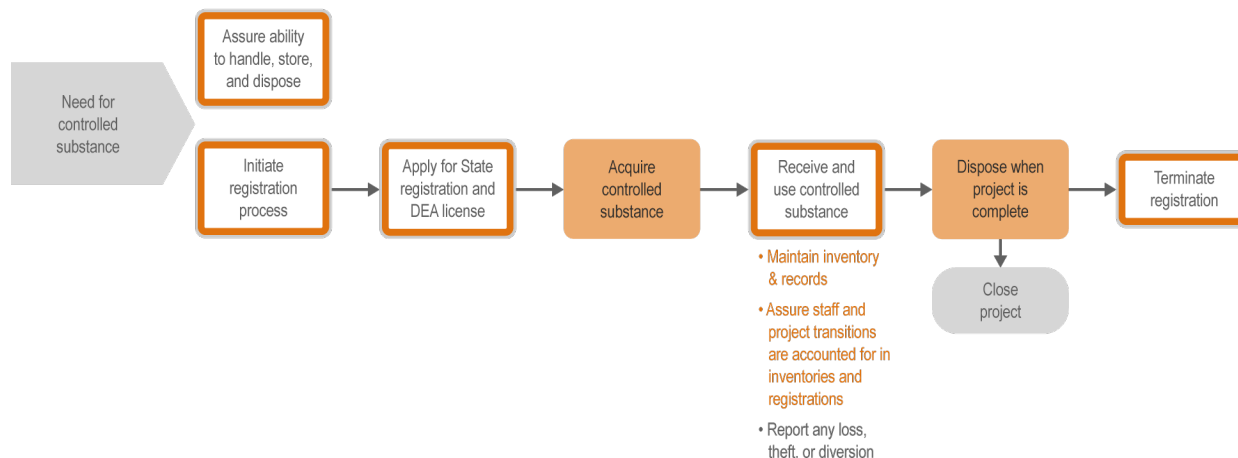 Need for
controlled
substance
Assure ability
to handle, store,
and dispose
Initiate
registration
process
Apply for State
registration and
DEA license
Acquire
controlled
substance
Receive and
use controlled
substance
• Maintain inventory
& records
• Assure staff and
project transitions
are accounted for in
inventories and
registrations
• Report any loss,
theft, or diversion
Dispose when
project is
complete
Close
project
Terminate
registration